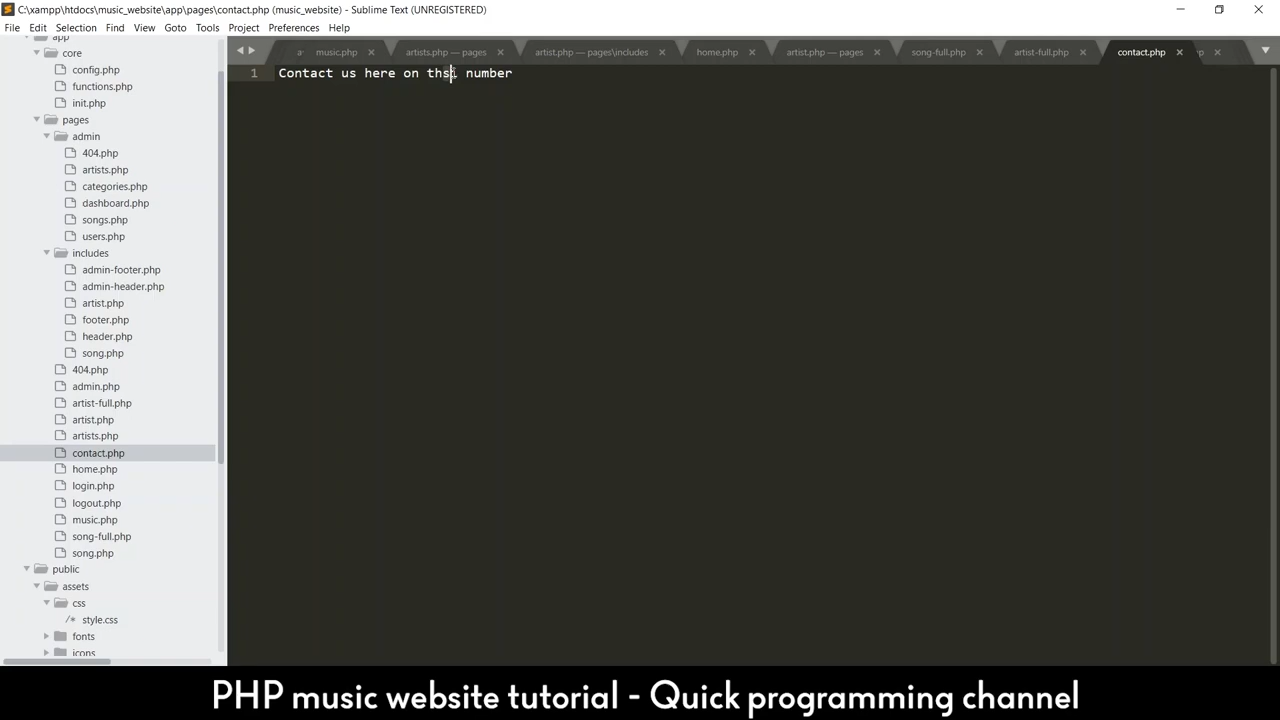 C:\xampp\htdocs\music_website\app\pages\contact.php (music_website) - Sublime Text (UNREGISTERED)
File Edit Selection Find View Goto Tools Project Preferences Help
music.php artists.php — pages artist.php — pages\includes home.php artist.php — pages song-full.php artist-full.php contact.php
app
core
config.php
functions.php
init.php
pages
admin
404.php
artists.php
categories.php
dashboard.php
songs.php
users.php
includes
admin-footer.php
admin-header.php
artist.php
footer.php
header.php
song.php
404.php
admin.php
artist-full.php
artist.php
artists.php
contact.php
home.php
login.php
logout.php
music.php
song-full.php
song.php
public
assets
css
/* style.css
fonts
icons
1 Contact us here on thsi number
PHP music website tutorial - Quick programming channel